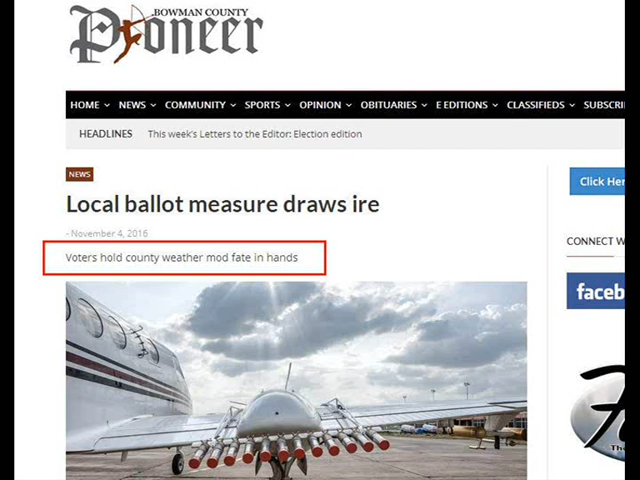 BOWMAN COUNTY
Pioneer
HOME NEWS COMMUNITY SPORTS OPINION OBITUARIES E EDITIONS CLASSIFIEDS SUBSCRI
HEADLINES This week's Letters to the Editor: Election edition
NEWS
Click Her
Local ballot measure draws ire
- November 4, 2016
Voters hold county weather mod fate in hands
CONNECT W
faceb